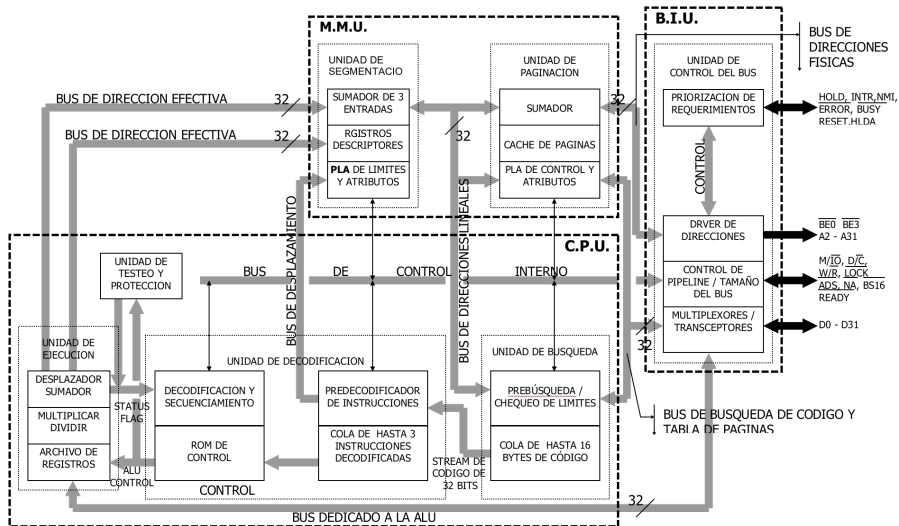 M.M.U.
B.I.U.
BUS DE
DIRECCIONES
FISICAS
UNIDAD DE
SEGMENTACIO
UNIDAD DE
PAGINACION
UNIDAD DE
CONTROL DEL BUS
BUS DE DIRECCION EFECTIVA
32
SUMADOR DE 3
ENTRADAS
RGISTROS
DESCRIPTORES
PLA DE LIMITES
Y ATRIBUTOS
32
SUMADOR
CACHE DE PAGINAS
PLA DE CONTROL Y
ATRIBUTOS
32
PRIORIZACION DE
REQUERIMIENTOS
HOLD, INTR,NMI,
ERROR, BUSY
RESET,HLDA
BUS DE DIRECCION EFECTIVA
32
CONTROL
BUS DE DESPLAZAMIENTO
BUS DE DIRECCIONES LINEALES
DRVER DE
DIRECCIONES
BE0 BE3
A2 - A31
C.P.U.
UNIDAD DE
TESTEO Y
PROTECCION
BUS DE CONTROL INTERNO
CONTROL DE
PIPELINE / TAMAÑO
DEL BUS
M/IO, D/C,
W/R, LOCK
ADS, NA, BS16
READY
MULTIPLEXORES /
TRANSCEPTORES
D0 - D31
32
UNIDAD DE
EJECUCION
UNIDAD DE DECODIFICACION
UNIDAD DE BUSQUEDA
DESPLAZADOR
SUMADOR
MULTIPLICAR
DIVIDIR
ARCHIVO DE
REGISTROS
STATUS
FLAG
ALU
CONTROL
DECODIFICACION Y
SECUENCIAMIENTO
ROM DE
CONTROL
PREDECODIFICADOR
DE INSTRUCCIONES
COLA DE HASTA 3
INSTRUCCIONES
DECODIFICADAS
STREAM DE
CODIGO DE
32 BITS
PREBÚSQUEDA /
CHEQUEO DE LIMITES
COLA DE HASTA 16
BYTES DE CÓDIGO
BUS DE BUSQUEDA DE CODIGO Y
TABLA DE PAGINAS
CONTROL
32
BUS DEDICADO A LA ALU